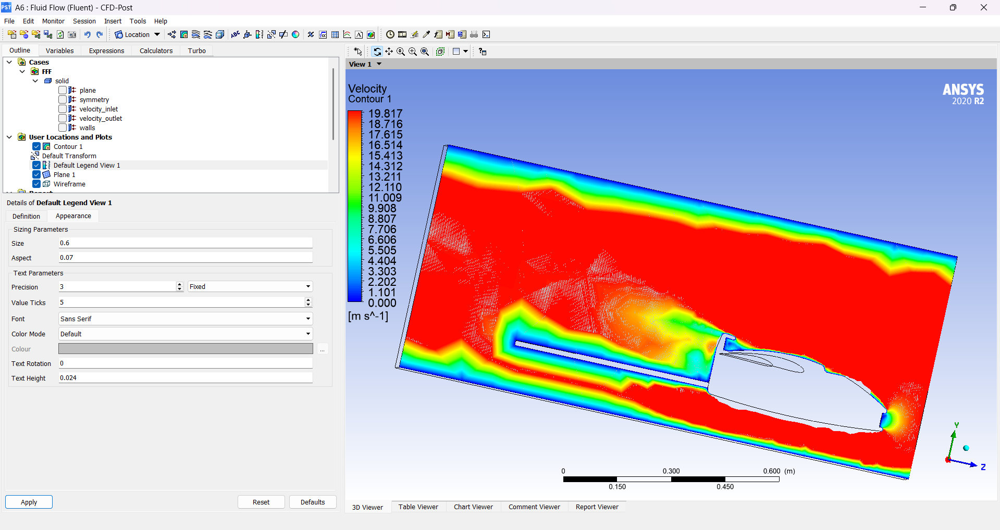 A6 : Fluid Flow (Fluent) - CFD-Post
File Edit Monitor Session Insert Tools Help
Location
Outline Variables Expressions Calculators Turbo
Cases
FFF
solid
plane
symmetry
velocity_inlet
velocity_outlet
walls
User Locations and Plots
Contour 1
Default Transform
Default Legend View 1
Plane 1
Wireframe
Details of Default Legend View 1
Definition Appearance
Sizing Parameters
Size 0.6
Aspect 0.07
Text Parameters
Precision 3 Fixed
Value Ticks 5
Font Sans Serif
Color Mode Default
Colour ...
Text Rotation 0
Text Height 0.024
Apply Reset Defaults
View 1
Velocity
Contour 1
19.817
18.716
17.615
16.514
15.413
14.312
13.211
12.110
11.009
9.908
8.807
7.706
6.606
5.505
4.404
3.303
2.202
1.101
0.000
[m s^-1]
ANSYS
2020 R2
Y
Z
0 0.300 0.600 (m)
0.150 0.450
3D Viewer Table Viewer Chart Viewer Comment Viewer Report Viewer